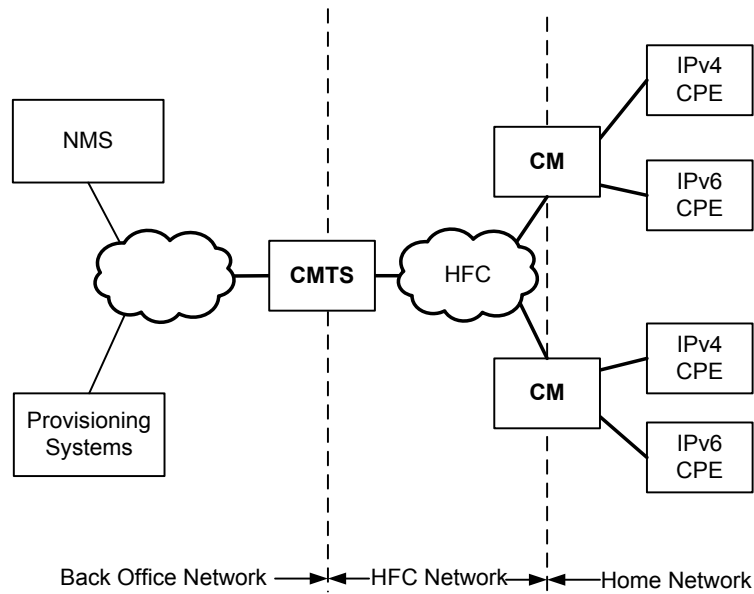 IPv4
CPE
NMS
CM
IPv6
CPE
CMTS
HFC
IPv4
CPE
CM
Provisioning
Systems
IPv6
CPE
Back Office Network
HFC Network
Home Network